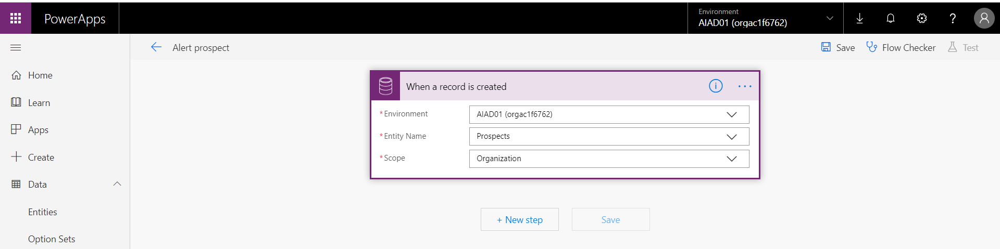 PowerApps
Environment
AIAD01 (orgac1f6762)
?
Alert prospect
Save
Flow Checker
Test
Home
Learn
Apps
Create
Data
Entities
Option Sets
When a record is created
i
...
*Environment
AIAD01 (orgac1f6762)
*Entity Name
Prospects
*Scope
Organization
+ New step
Save